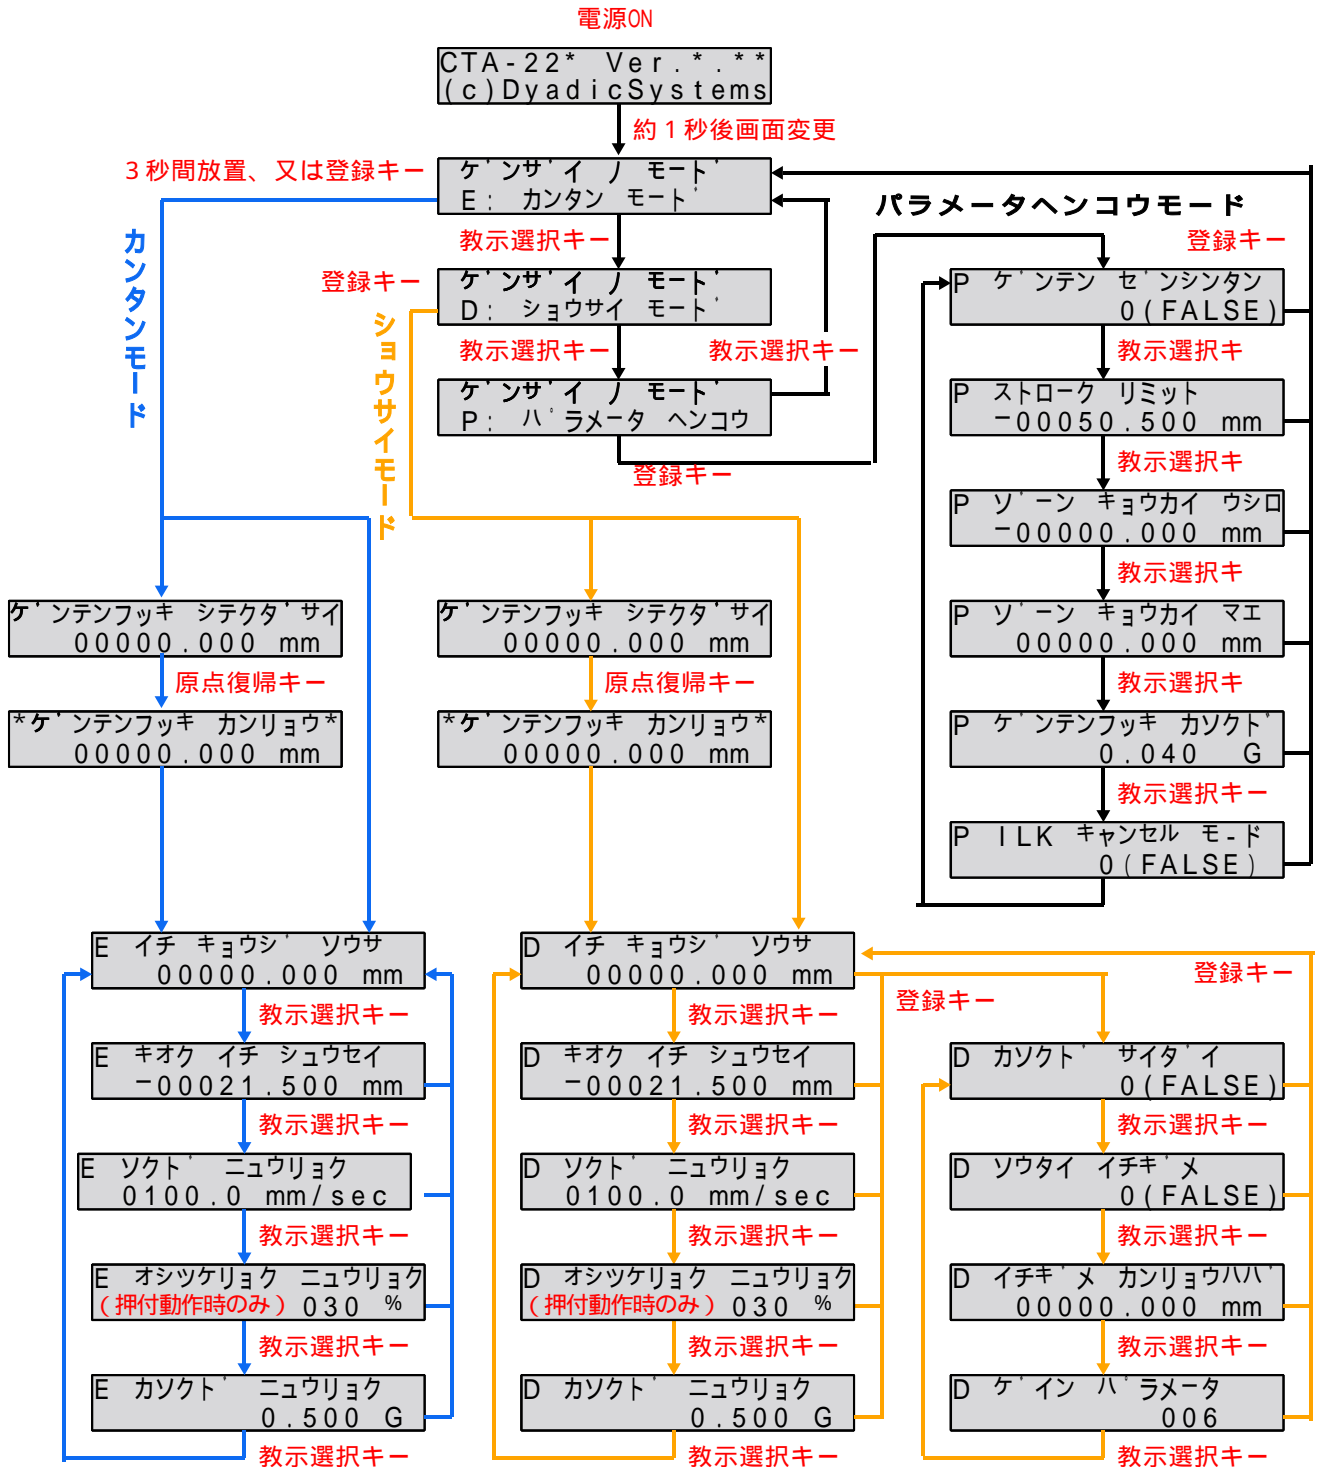 電源ON
CTA-22* Ver.*.**
(c)DyadicSystems
約1秒後画面変更
3秒間放置、又は登録キー
ケ゛ンサ゛イ ノ モート゛
E: カンタン モート゛
パラメータヘンコウモード
教示選択キー
登録キー
カンタンモード
登録キー
ケ゛ンサ゛イ ノ モート゛
D: ショウサイ モート゛
ショウサイモード
教示選択キー
教示選択キー
ケ゛ンサ゛イ ノ モート゛
P: ハ゜ラメータ ヘンコウ
登録キー
P ケ゛ンテン セ゛ンシンタン
0(FALSE)
教示選択キ
P ストローク リミット
-00050.500 mm
教示選択キ
P ソ゛ーン キョウカイ ウシロ
-00000.000 mm
教示選択キ
P ソ゛ーン キョウカイ マエ
00000.000 mm
教示選択キ
P ケ゛ンテンフッキ カソクト゛
0.040 G
教示選択キー
P ILK キャンセル モ-ド
0(FALSE)
ケ゛ンテンフッキ シテクタ゛サイ
00000.000 mm
原点復帰キー
*ケ゛ンテンフッキ カンリョウ*
00000.000 mm
ケ゛ンテンフッキ シテクタ゛サイ
00000.000 mm
原点復帰キー
*ケ゛ンテンフッキ カンリョウ*
00000.000 mm
E イチ キョウシ゛ ソウサ
00000.000 mm
教示選択キー
E キオク イチ シュウセイ
-00021.500 mm
教示選択キー
E ソクト゛ ニュウリョク
0100.0 mm/sec
教示選択キー
E オシツケリョク ニュウリョク
(押付動作時のみ) 030 %
教示選択キー
E カソクト゛ ニュウリョク
0.500 G
教示選択キー
D イチ キョウシ゛ ソウサ
00000.000 mm
教示選択キー
D キオク イチ シュウセイ
-00021.500 mm
教示選択キー
D ソクト゛ ニュウリョク
0100.0 mm/sec
教示選択キー
D オシツケリョク ニュウリョク
(押付動作時のみ) 030 %
教示選択キー
D カソクト゛ ニュウリョク
0.500 G
教示選択キー
登録キー
登録キー
D カソクト゛ サイタ゛イ
0(FALSE)
教示選択キー
D ソウタイ イチキ゛メ
0(FALSE)
教示選択キー
D イチキ゛メ カンリョウハハ゛
00000.000 mm
教示選択キー
D ケ゛イン ハ゜ラメータ
006
教示選択キー